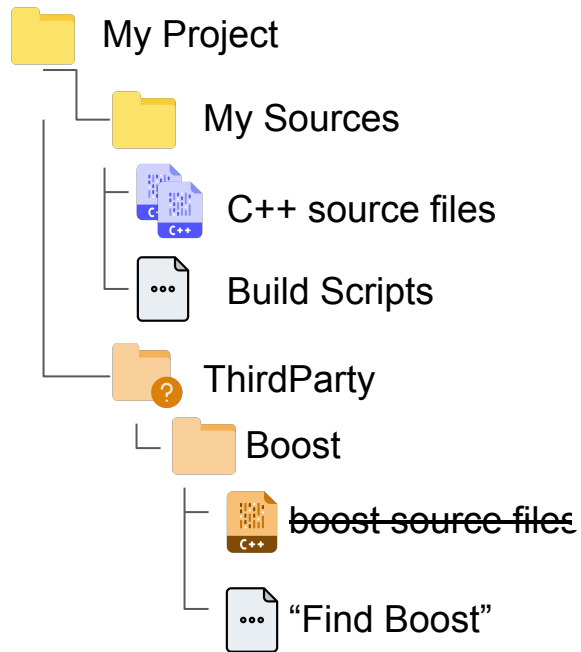 My Project
My Sources
C++
C++ source files
Build Scripts
?
ThirdParty
Boost
C++
boost source files
“Find Boost”